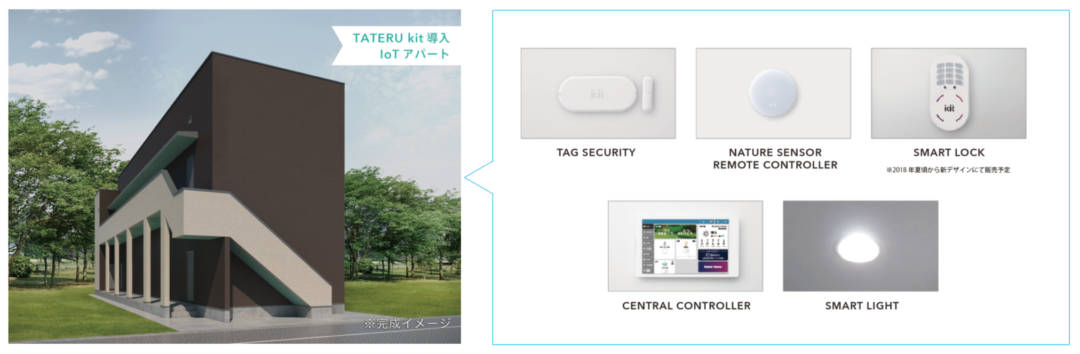 TATERU kit 導入
IoT アパート
※完成イメージ
kit
TAG SECURITY
NATURE SENSOR
REMOTE CONTROLLER
kit
SMART LOCK
※2018 年夏頃から新デザインにて販売予定
CENTRAL CONTROLLER
SMART LIGHT